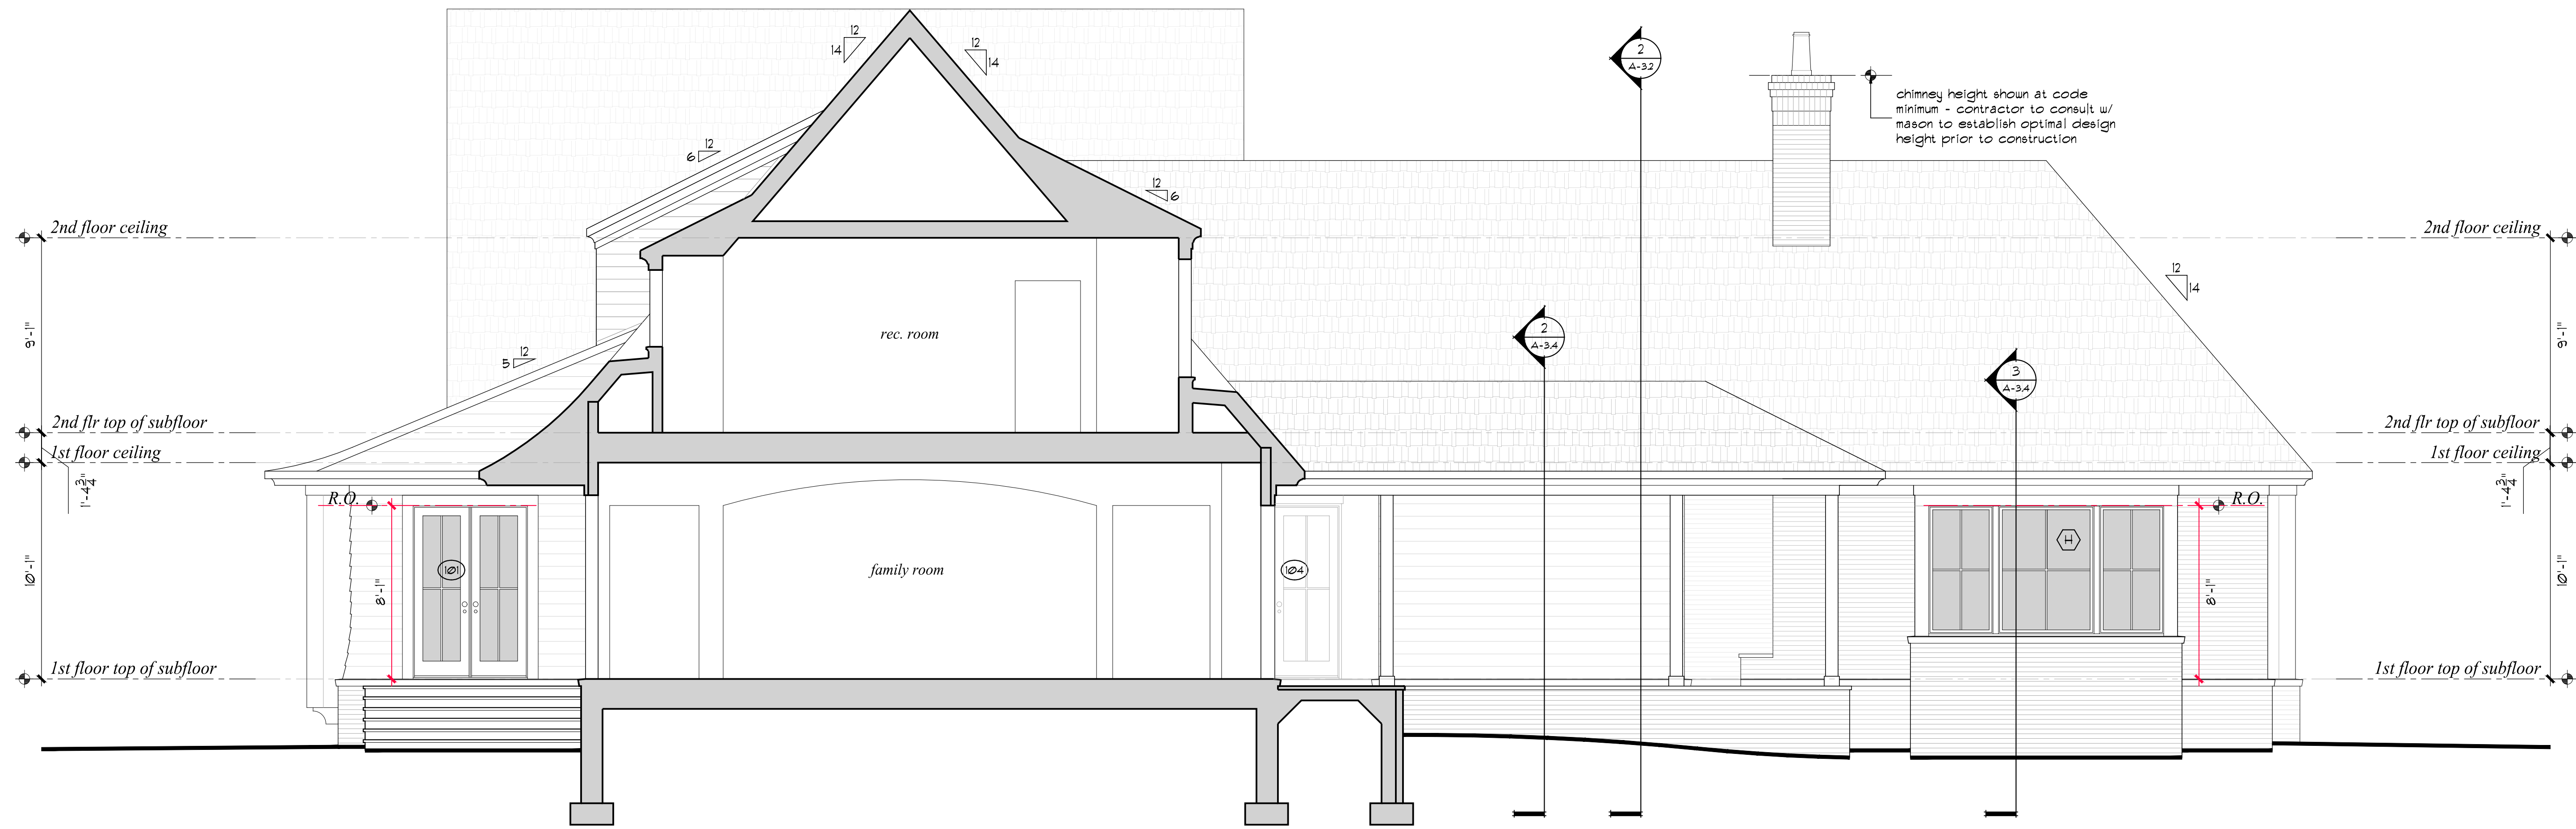 12
14
12
14
2
A-3.2
chimney height shown at code
minimum - contractor to consult w/
mason to establish optimal design
height prior to construction
12
6
12
6
2nd floor ceiling
2nd floor ceiling
12
14
9'-1"
rec. room
2
A-3.4
9'-1"
12
5
3
A-3.4
2nd flr top of subfloor
2nd flr top of subfloor
1st floor ceiling
1st floor ceiling
1'-4 3/4"
1'-4 3/4"
R.O.
R.O.
H
10'-1"
8'-1"
101
family room
104
8'-1"
10'-1"
1st floor top of subfloor
1st floor top of subfloor